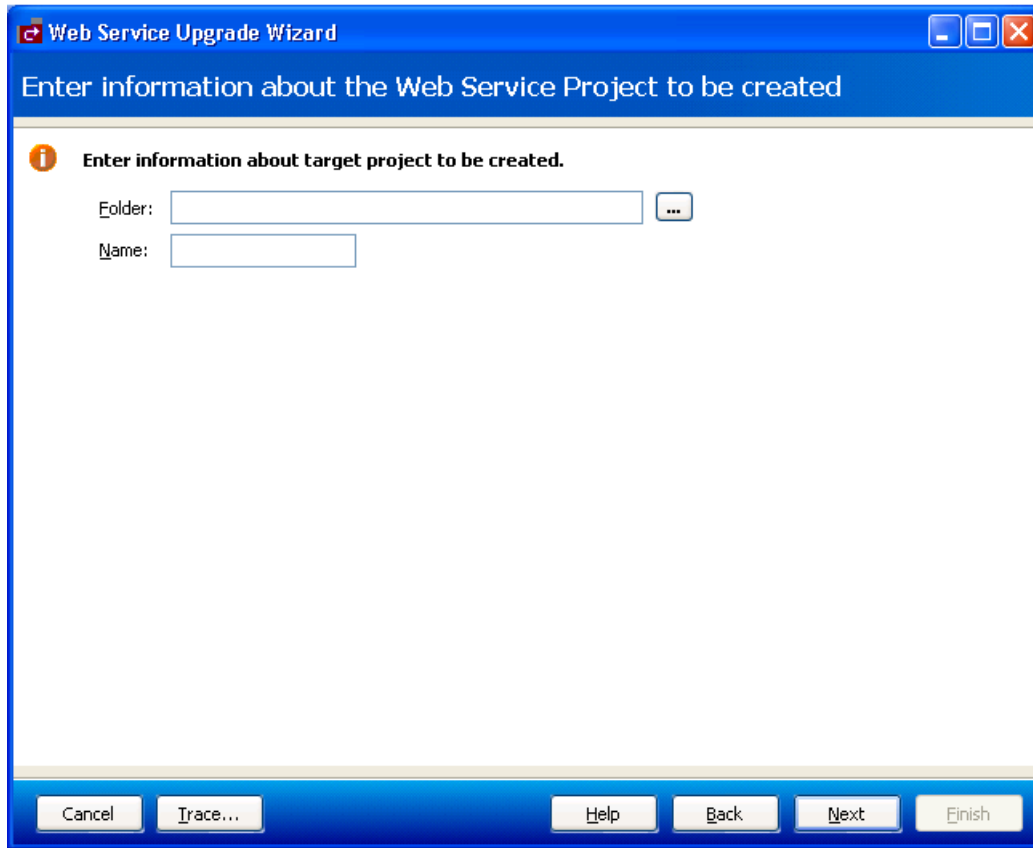 Web Service Upgrade Wizard
Enter information about the Web Service Project to be created
Enter information about target project to be created.
Folder:
...
Name:
Cancel Trace... Help Back Next Finish